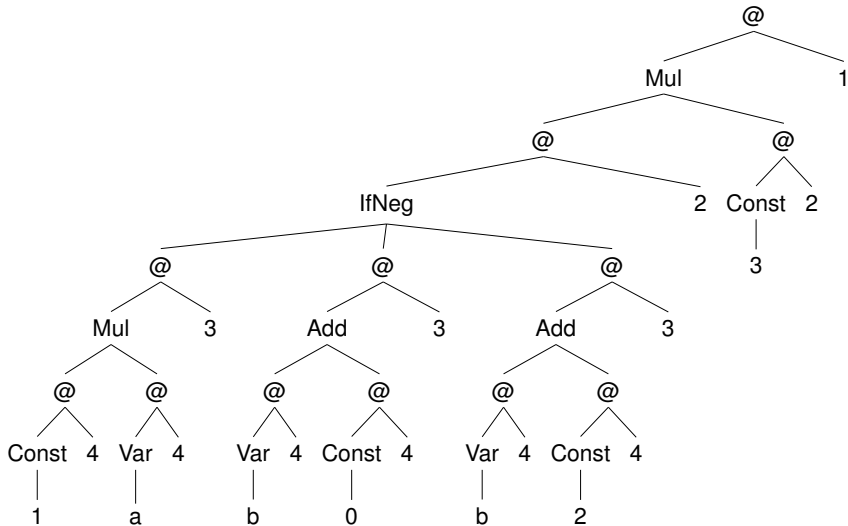 @
Mul 1
@ @
IfNeg 2 Const 2
@ @ @ 3
Mul 3 Add 3 Add 3
@ @ @ @ @ @
Const 4 Var 4 Var 4 Const 4 Var 4 Const 4
1 a b 0 b 2